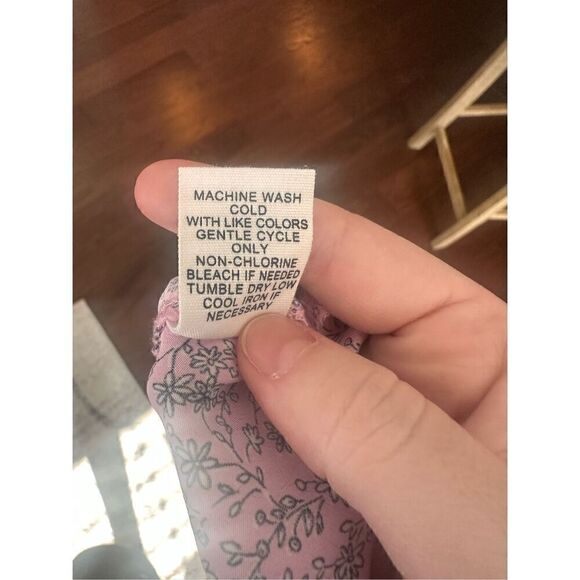 MACHINE WASH
COLD
WITH LIKE COLORS
GENTLE CYCLE
ONLY
NON-CHLORINE
BLEACH IF NEEDED
TUMBLE DRY LOW
COOL IRON IF
NECESSARY